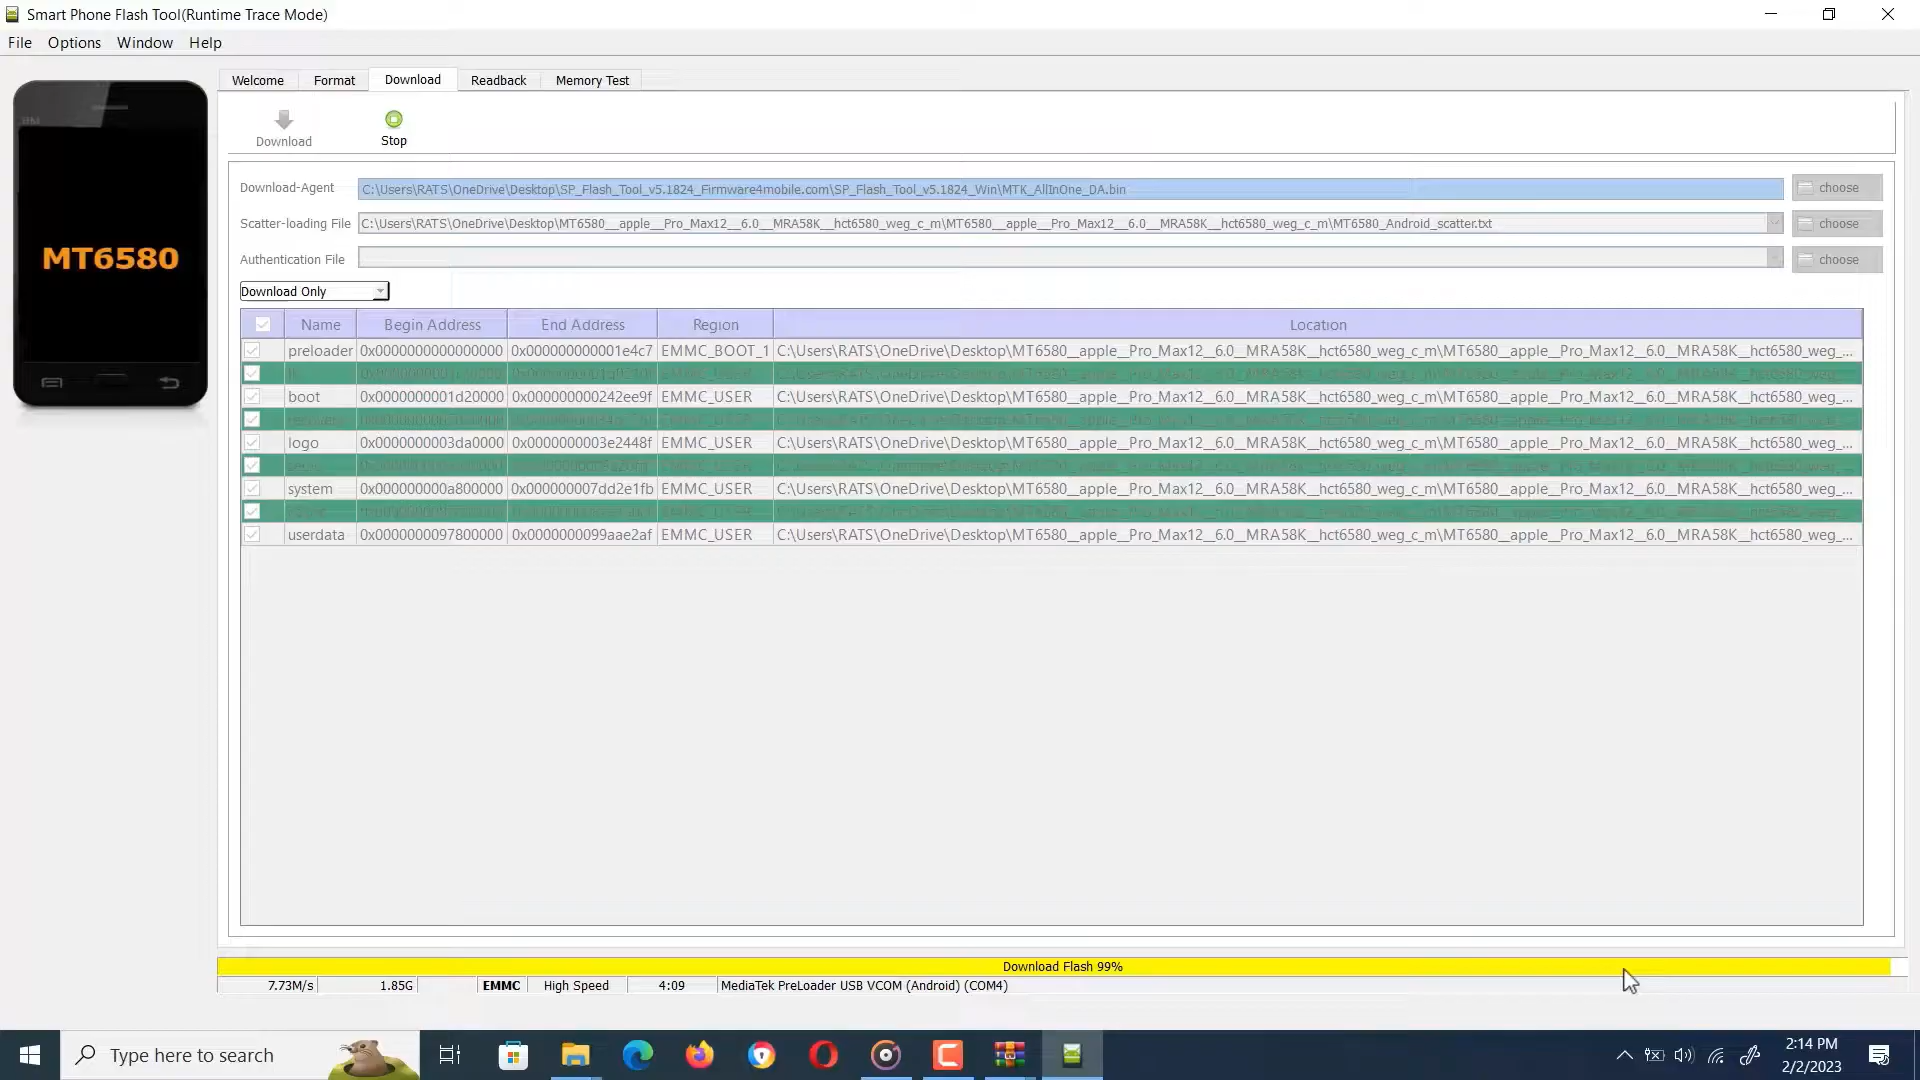 Smart Phone Flash Tool(Runtime Trace Mode)
File Options Window Help
Welcome Format Download Readback Memory Test
Download Stop
Download-Agent C:\Users\RATS\OneDrive\Desktop\SP_Flash_Tool_v5.1824_Firmware4mobile.com\SP_Flash_Tool_v5.1824_Win\MTK_AllInOne_DA.bin choose
Scatter-loading File C:\Users\RATS\OneDrive\Desktop\MT6580__apple__Pro_Max12__6.0__MRA58K__hct6580_weg_c_m\MT6580__apple__Pro_Max12__6.0__MRA58K__hct6580_weg_c_m\MT6580_Android_scatter.txt choose
Authentication File choose
MT6580
Download Only
Name Begin Address End Address Region Location
preloader 0x0000000000000000 0x000000000001e4c7 EMMC_BOOT_1 C:\Users\RATS\OneDrive\Desktop\MT6580__apple__Pro_Max12__6.0__MRA58K__hct6580_weg_c_m\MT6580__apple__Pro_Max12__6.0__MRA58K__hct6580_weg_...
boot 0x0000000001d20000 0x000000000242ee9f EMMC_USER C:\Users\RATS\OneDrive\Desktop\MT6580__apple__Pro_Max12__6.0__MRA58K__hct6580_weg_c_m\MT6580__apple__Pro_Max12__6.0__MRA58K__hct6580_weg_c_...
logo 0x0000000003da0000 0x0000000003e2448f EMMC_USER C:\Users\RATS\OneDrive\Desktop\MT6580__apple__Pro_Max12__6.0__MRA58K__hct6580_weg_c_m\MT6580__apple__Pro_Max12__6.0__MRA58K__hct6580_weg_c_...
system 0x000000000a800000 0x000000007dd2e1fb EMMC_USER C:\Users\RATS\OneDrive\Desktop\MT6580__apple__Pro_Max12__6.0__MRA58K__hct6580_weg_c_m\MT6580__apple__Pro_Max12__6.0__MRA58K__hct6580_weg_c_...
userdata 0x0000000097800000 0x0000000099aae2af EMMC_USER C:\Users\RATS\OneDrive\Desktop\MT6580__apple__Pro_Max12__6.0__MRA58K__hct6580_weg_c_m\MT6580__apple__Pro_Max12__6.0__MRA58K__hct6580_weg_c_...
Download Flash 99%
7.73M/s 1.85G EMMC High Speed 4:09 MediaTek PreLoader USB VCOM (Android) (COM4)
Type here to search
2:14 PM
2/2/2023